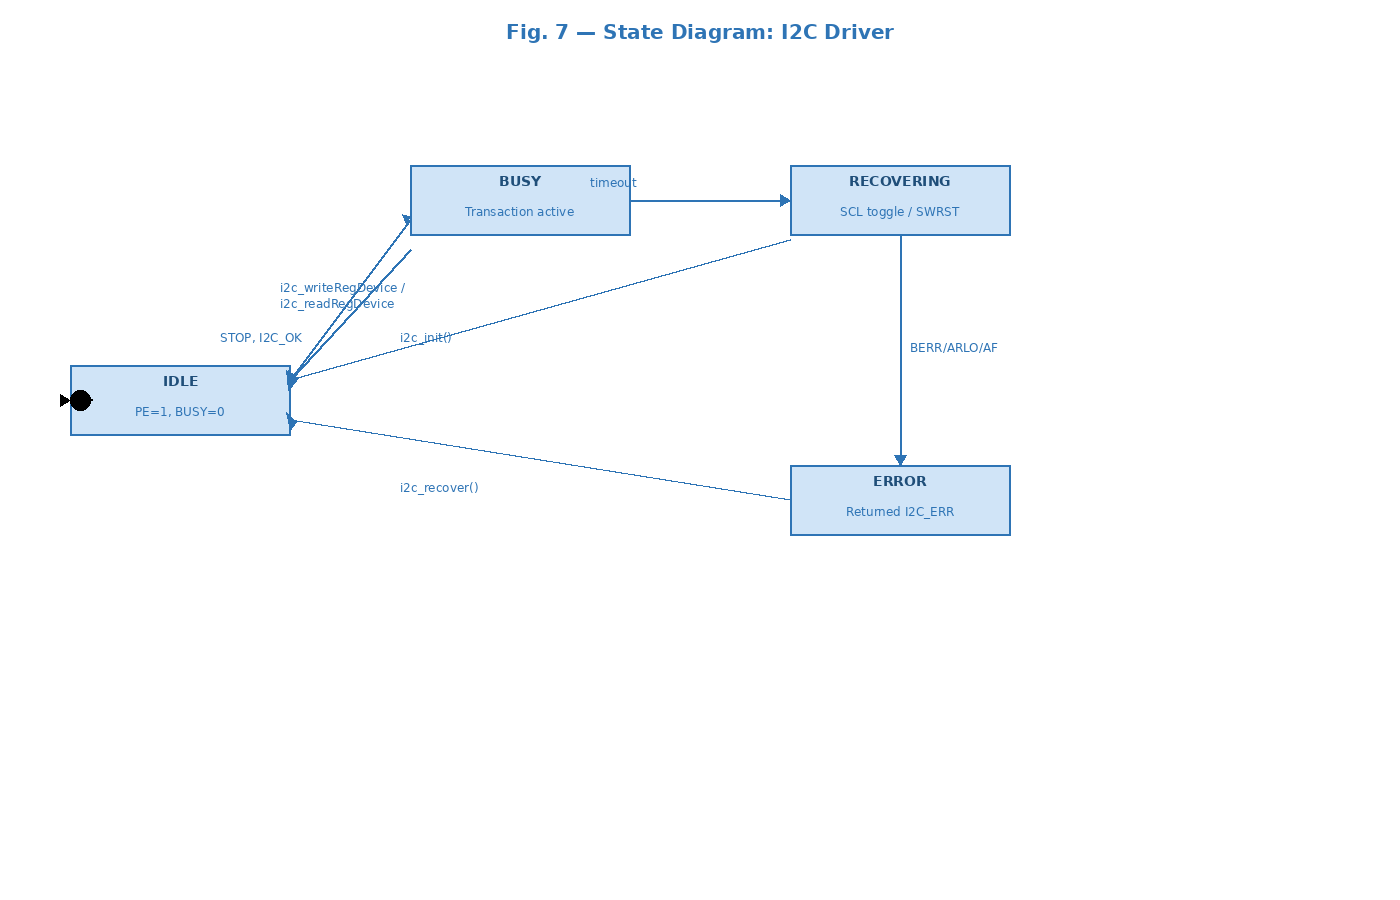 Fig. 7 — State Diagram: I2C Driver
BUSY
Transaction active
timeout
RECOVERING
SCL toggle / SWRST
i2c_writeRegDevice /
i2c_readRegDevice
STOP, I2C_OK
i2c_init()
BERR/ARLO/AF
IDLE
PE=1, BUSY=0
i2c_recover()
ERROR
Returned I2C_ERR